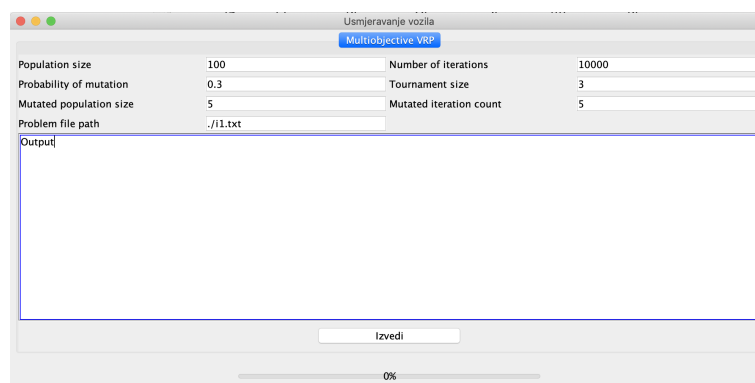 Usmjeravanje vozila
Multiobjective VRP
Population size 100 Number of iterations 10000
Probability of mutation 0.3 Tournament size 3
Mutated population size 5 Mutated iteration count 5
Problem file path ./i1.txt
Output
Izvedi
0%